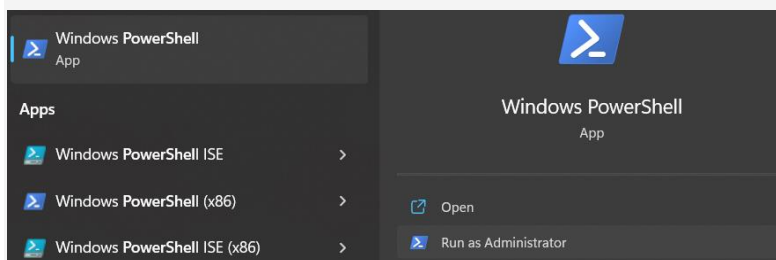 Windows PowerShell
App
Apps
Windows PowerShell ISE
Windows PowerShell (x86)
Windows PowerShell ISE (x86)
Windows PowerShell
App
Open
Run as Administrator